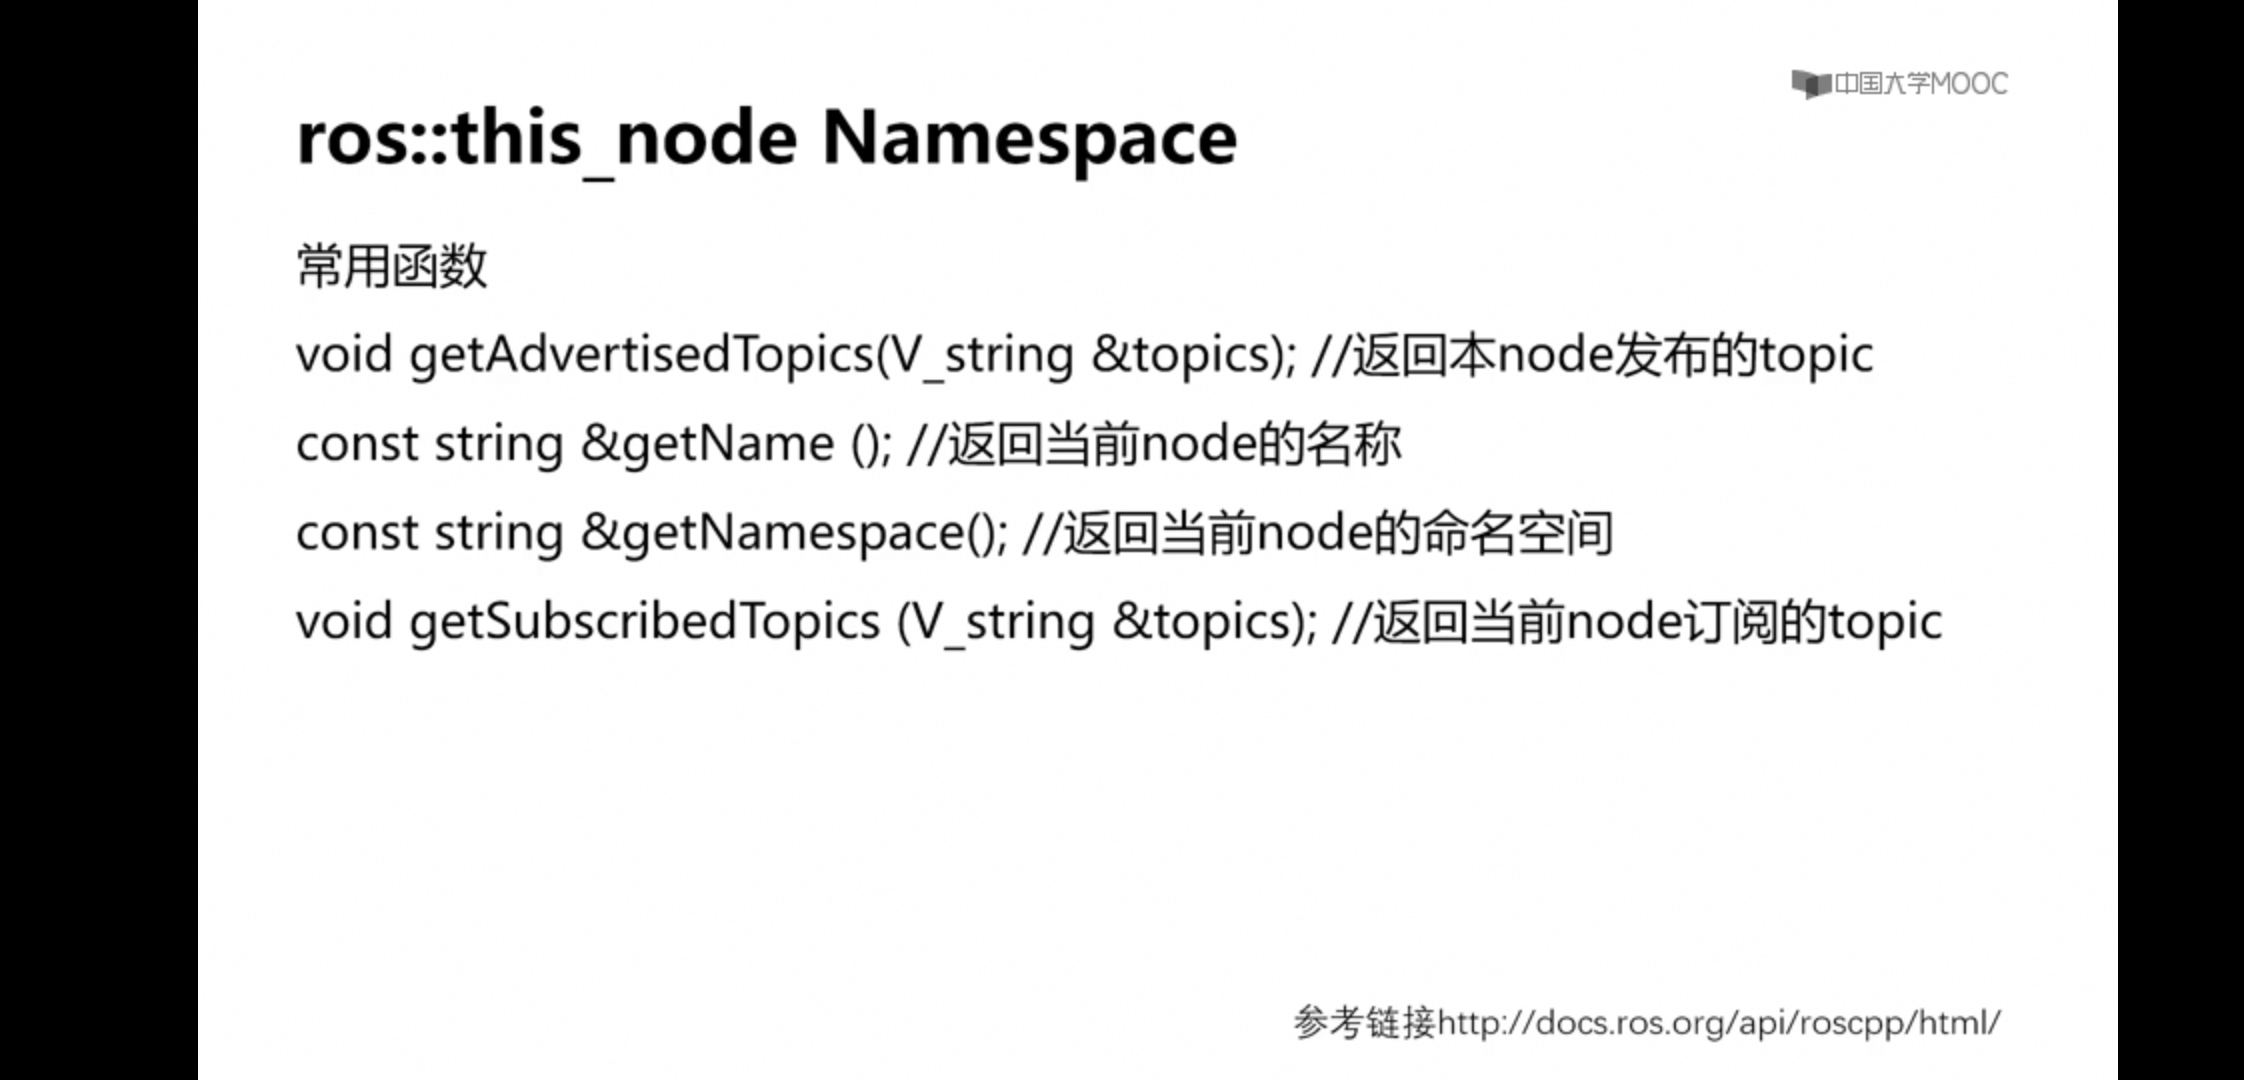 中国大学MOOC
ros::this_node Namespace
常用函数
void getAdvertisedTopics(V_string &topics); //返回本node发布的topic
const string &getName (); //返回当前node的名称
const string &getNamespace(); //返回当前node的命名空间
void getSubscribedTopics (V_string &topics); //返回当前node订阅的topic
参考链接http://docs.ros.org/api/roscpp/html/